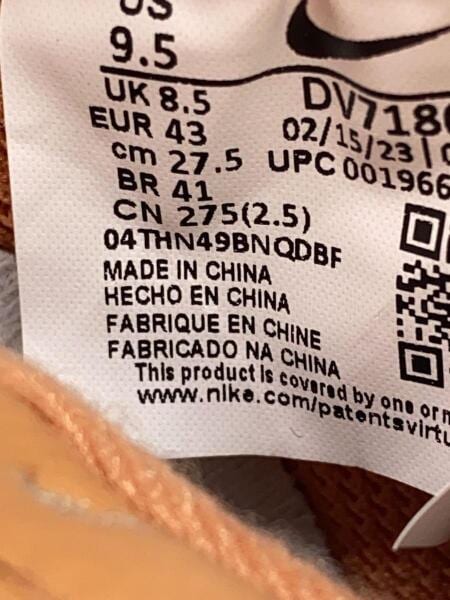 US
9.5
UK 8.5
EUR 43
cm 27.5
BR 41
CN 275(2.5)
04THN49BNQDBF
DV7180
02/15/23 |
UPC 001966
MADE IN CHINA
HECHO EN CHINA
FABRIQUE EN CHINE
FABRICADO NA CHINA
This product is covered by one or
www.nike.com/patentsvirtu